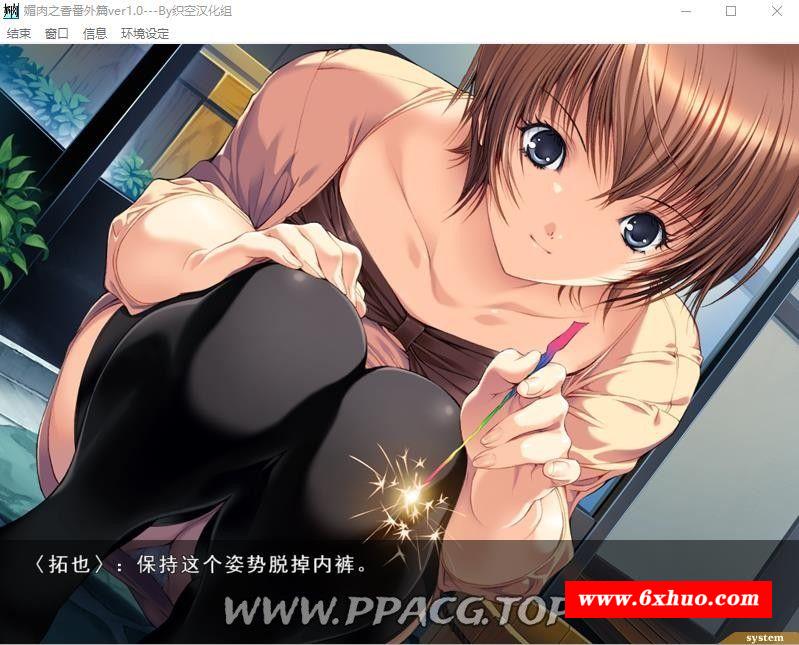 媚肉之香番外篇ver1.0---By织空汉化组
结束 窗口 信息 环境设定
〈拓也〉：保持这个姿势脱掉内裤。
WWW.PPACG.TOP
www.6xhuo.com
system